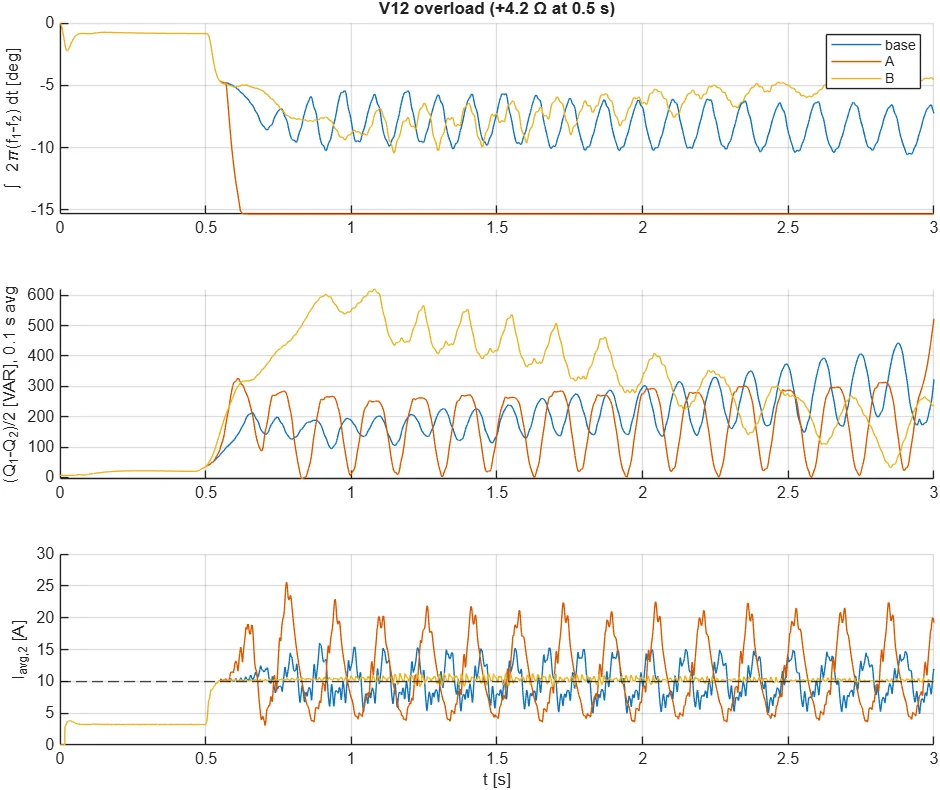 V12 overload (+4.2 Ω at 0.5 s)
∫ 2π(f₁-f₂) dt [deg]
0
-5
-10
-15
base
A
B
0 0.5 1 1.5 2 2.5 3
(Q₁-Q₂)/2 [VAR], 0.1 s avg
600
500
400
300
200
100
0
0 0.5 1 1.5 2 2.5 3
I_avg,2 [A]
30
25
20
15
10
5
0
0 0.5 1 1.5 2 2.5 3
t [s]